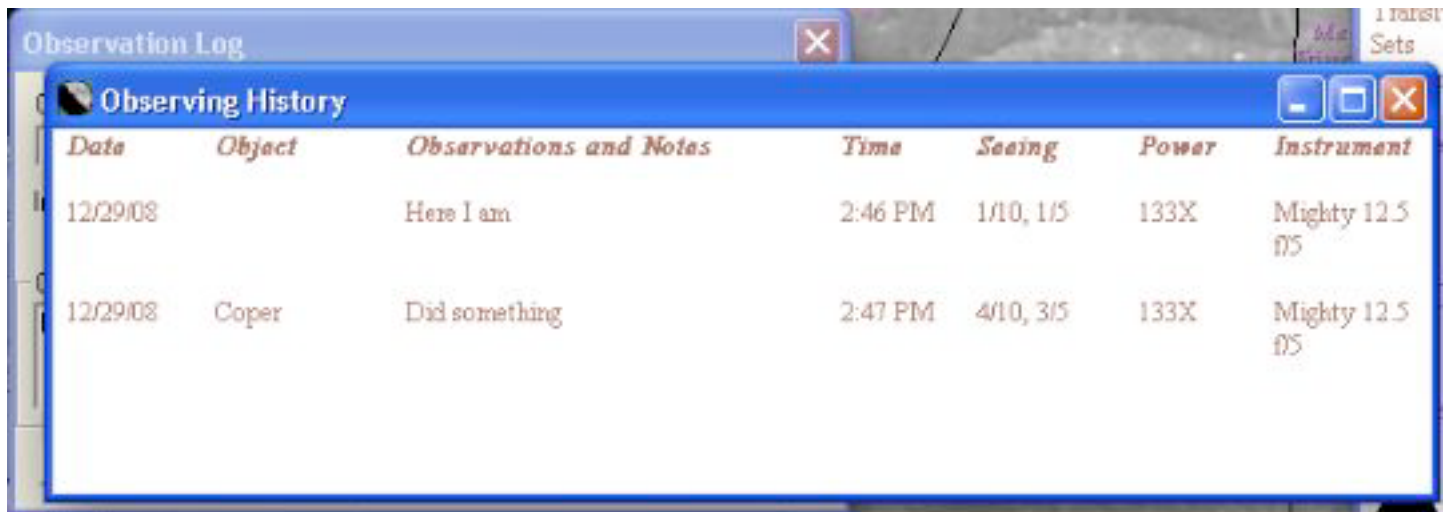 Observation Log
Sets
Observing History
Date Object Observations and Notes Time Seeing Power Instrument
12/29/08 Here I am 2:46 PM 1/10, 1/5 133X Mighty 12.5
f/5
12/29/08 Coper Did something 2:47 PM 4/10, 3/5 133X Mighty 12.5
f/5